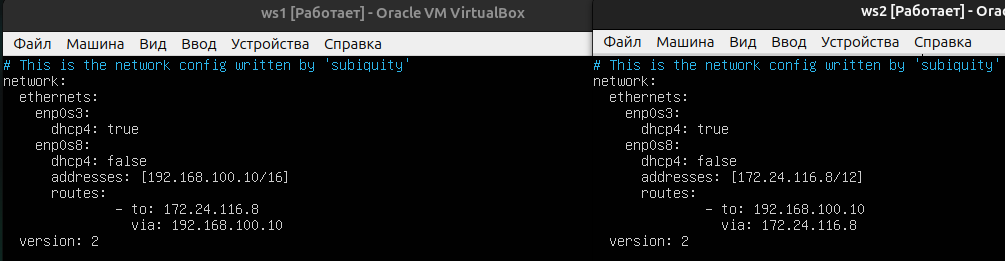 ws1 [Работает] - Oracle VM VirtualBox
Файл Машина Вид Ввод Устройства Справка
# This is the network config written by 'subiquity'
network:
  ethernets:
    enp0s3:
      dhcp4: true
    enp0s8:
      dhcp4: false
      addresses: [192.168.100.10/16]
      routes:
              - to: 172.24.116.8
                via: 192.168.100.10
  version: 2
ws2 [Работает] - Ora
Файл Машина Вид Ввод Устройства Справка
# This is the network config written by 'subiquity'
network:
  ethernets:
    enp0s3:
      dhcp4: true
    enp0s8:
      dhcp4: false
      addresses: [172.24.116.8/12]
      routes:
              - to: 192.168.100.10
                via: 172.24.116.8
  version: 2